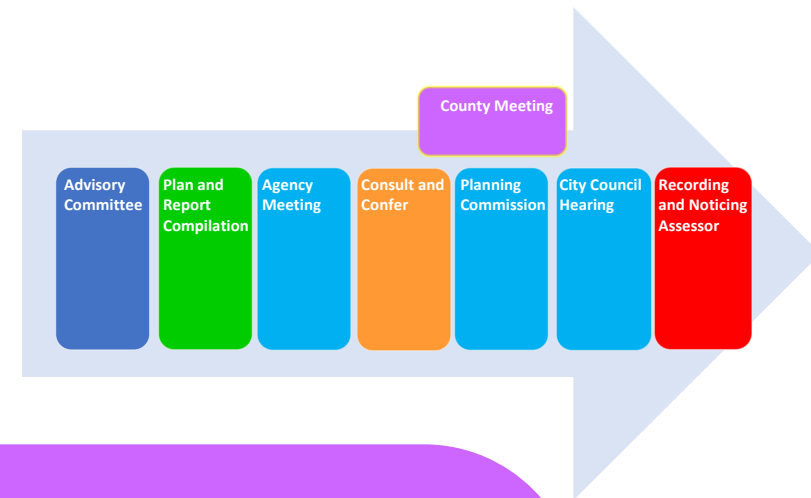 County Meeting
Advisory
Committee
Plan and
Report
Compilation
Agency
Meeting
Consult and
Confer
Planning
Commission
City Council
Hearing
Recording
and Noticing
Assessor